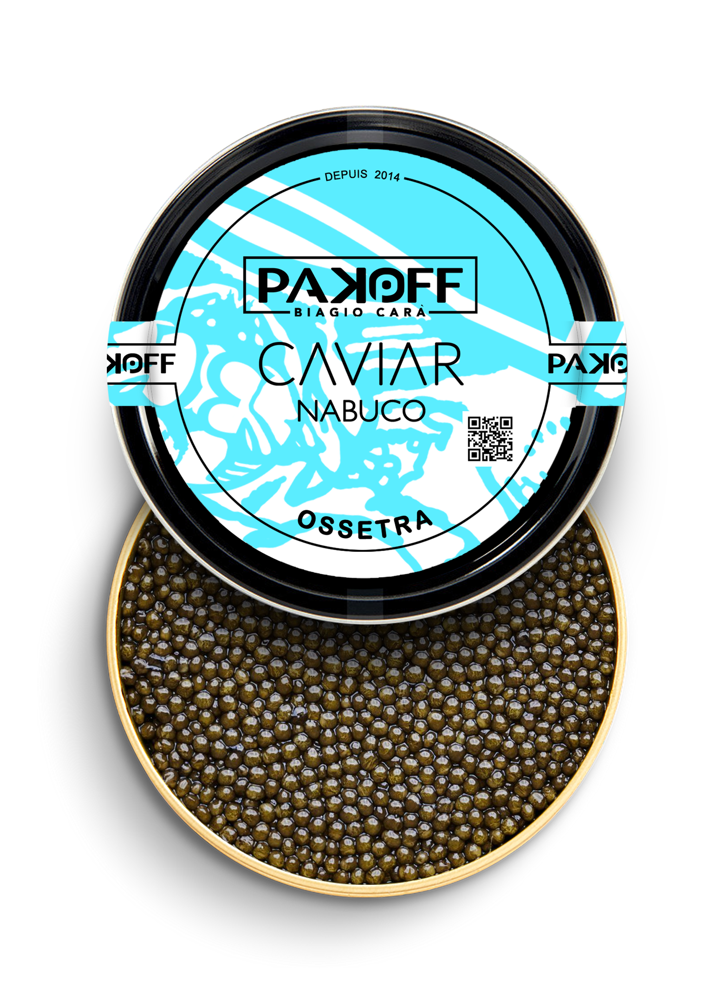 DEPUIS 2014
PAKOFF
BIAGIO CARÀ
CAVIAR
NABUCO
KOFF
PAKO
OSSETRA